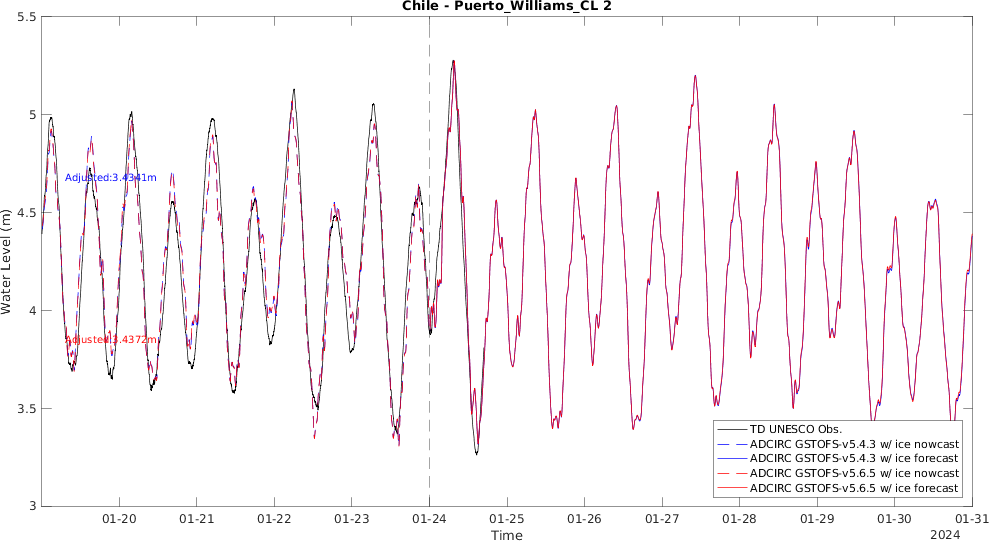 Chile - Puerto_Williams_CL 2
5.5
5
4.5
4
3.5
3
Water Level (m)
Adjusted:3.4341m
Adjusted:3.4372m
TD UNESCO Obs.
ADCIRC GSTOFS-v5.4.3 w/ ice nowcast
ADCIRC GSTOFS-v5.4.3 w/ ice forecast
ADCIRC GSTOFS-v5.6.5 w/ ice nowcast
ADCIRC GSTOFS-v5.6.5 w/ ice forecast
01-20 01-21 01-22 01-23 01-24 01-25 01-26 01-27 01-28 01-29 01-30 01-31
Time
2024